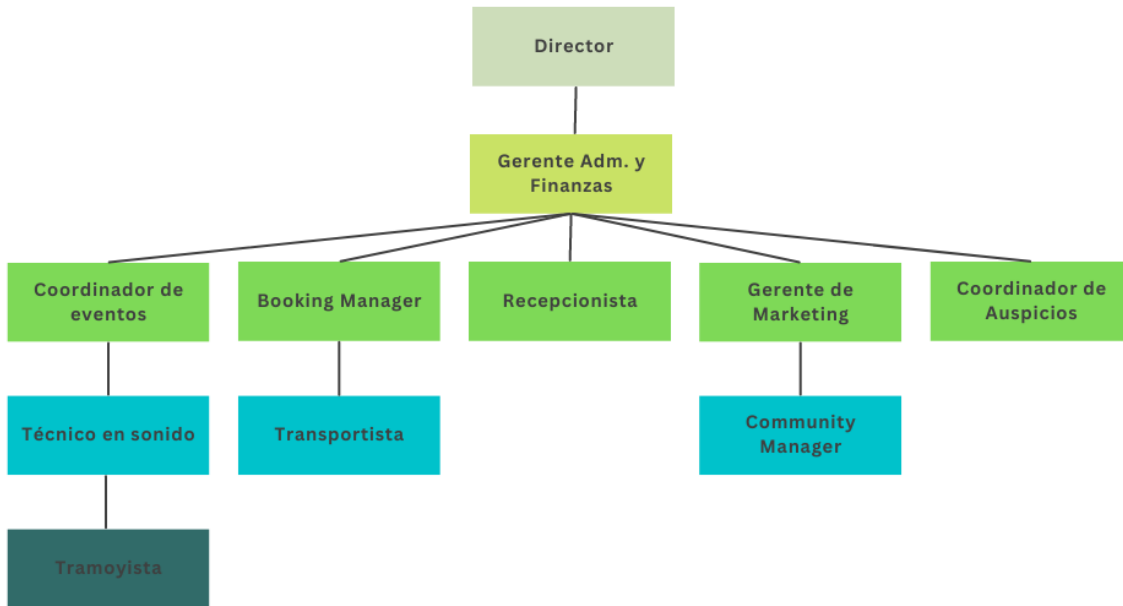 Director
Gerente Adm. y
Finanzas
Coordinador de
eventos
Booking Manager
Recepcionista
Gerente de
Marketing
Coordinador de
Auspicios
Técnico en sonido
Transportista
Community
Manager
Tramoyista